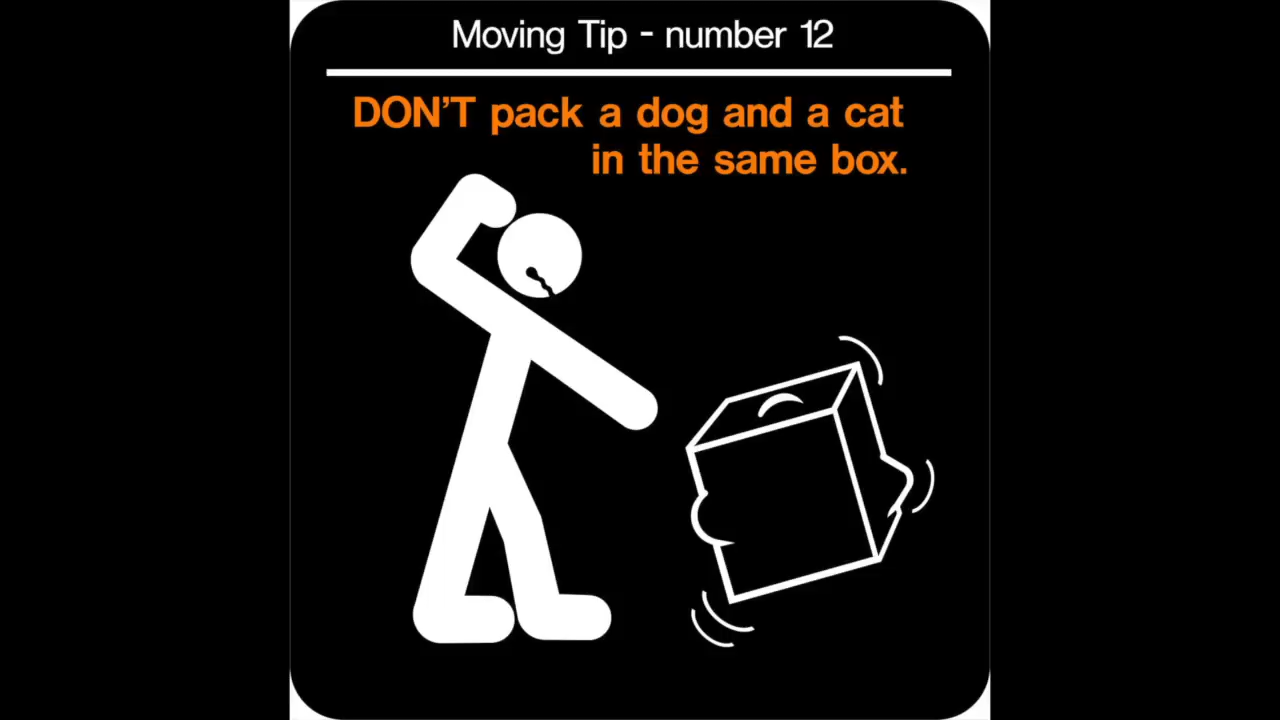 Moving Tip - number 12
DON'T pack a dog and a cat
in the same box.